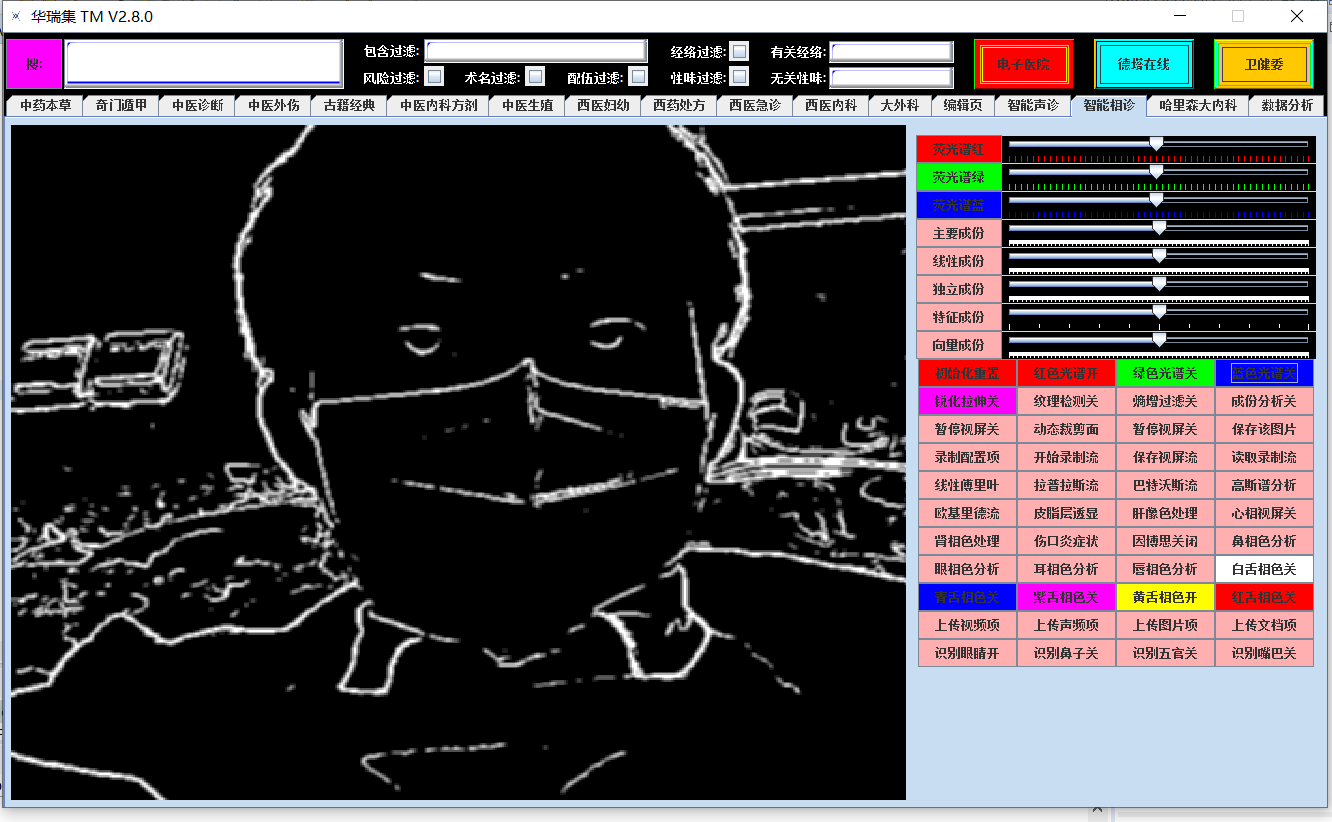 华瑞集 TM V2.8.0
搜: 包含过滤: 经络过滤: 有关经络: 电子医院 德塔在线 卫健委
风险过滤: 术名过滤: 配伍过滤: 性味过滤: 无关性味:
中药本草 奇门遁甲 中医诊断 中医外伤 古籍经典 中医内科方剂 中医生殖 西医妇幼 西药处方 西医急诊 西医内科 大外科 编辑页 智能声诊 智能相诊 哈里森大内科 数据分析
荧光谱红
荧光谱绿
荧光谱蓝
主要成份
线性成份
独立成份
特征成份
向量成份
初始化重置 红色光谱开 绿色光谱关 蓝色光谱关
锐化拉伸关 纹理检测关 熵增过滤关 成份分析关
暂停视屏关 动态裁剪面 暂停视屏关 保存该图片
录制配置项 开始录制流 保存视屏流 读取录制流
线性傅里叶 拉普拉斯流 巴特沃斯流 高斯谱分析
欧基里德流 皮脂层透显 肝像色处理 心相视屏关
肾相色处理 伤口炎症状 因博思关闭 鼻相色分析
眼相色分析 耳相色分析 唇相色分析 白舌相色关
青舌相色关 紫舌相色关 黄舌相色开 红舌相色关
上传视频项 上传声频项 上传图片项 上传文档项
识别眼睛开 识别鼻子关 识别五官关 识别嘴巴关